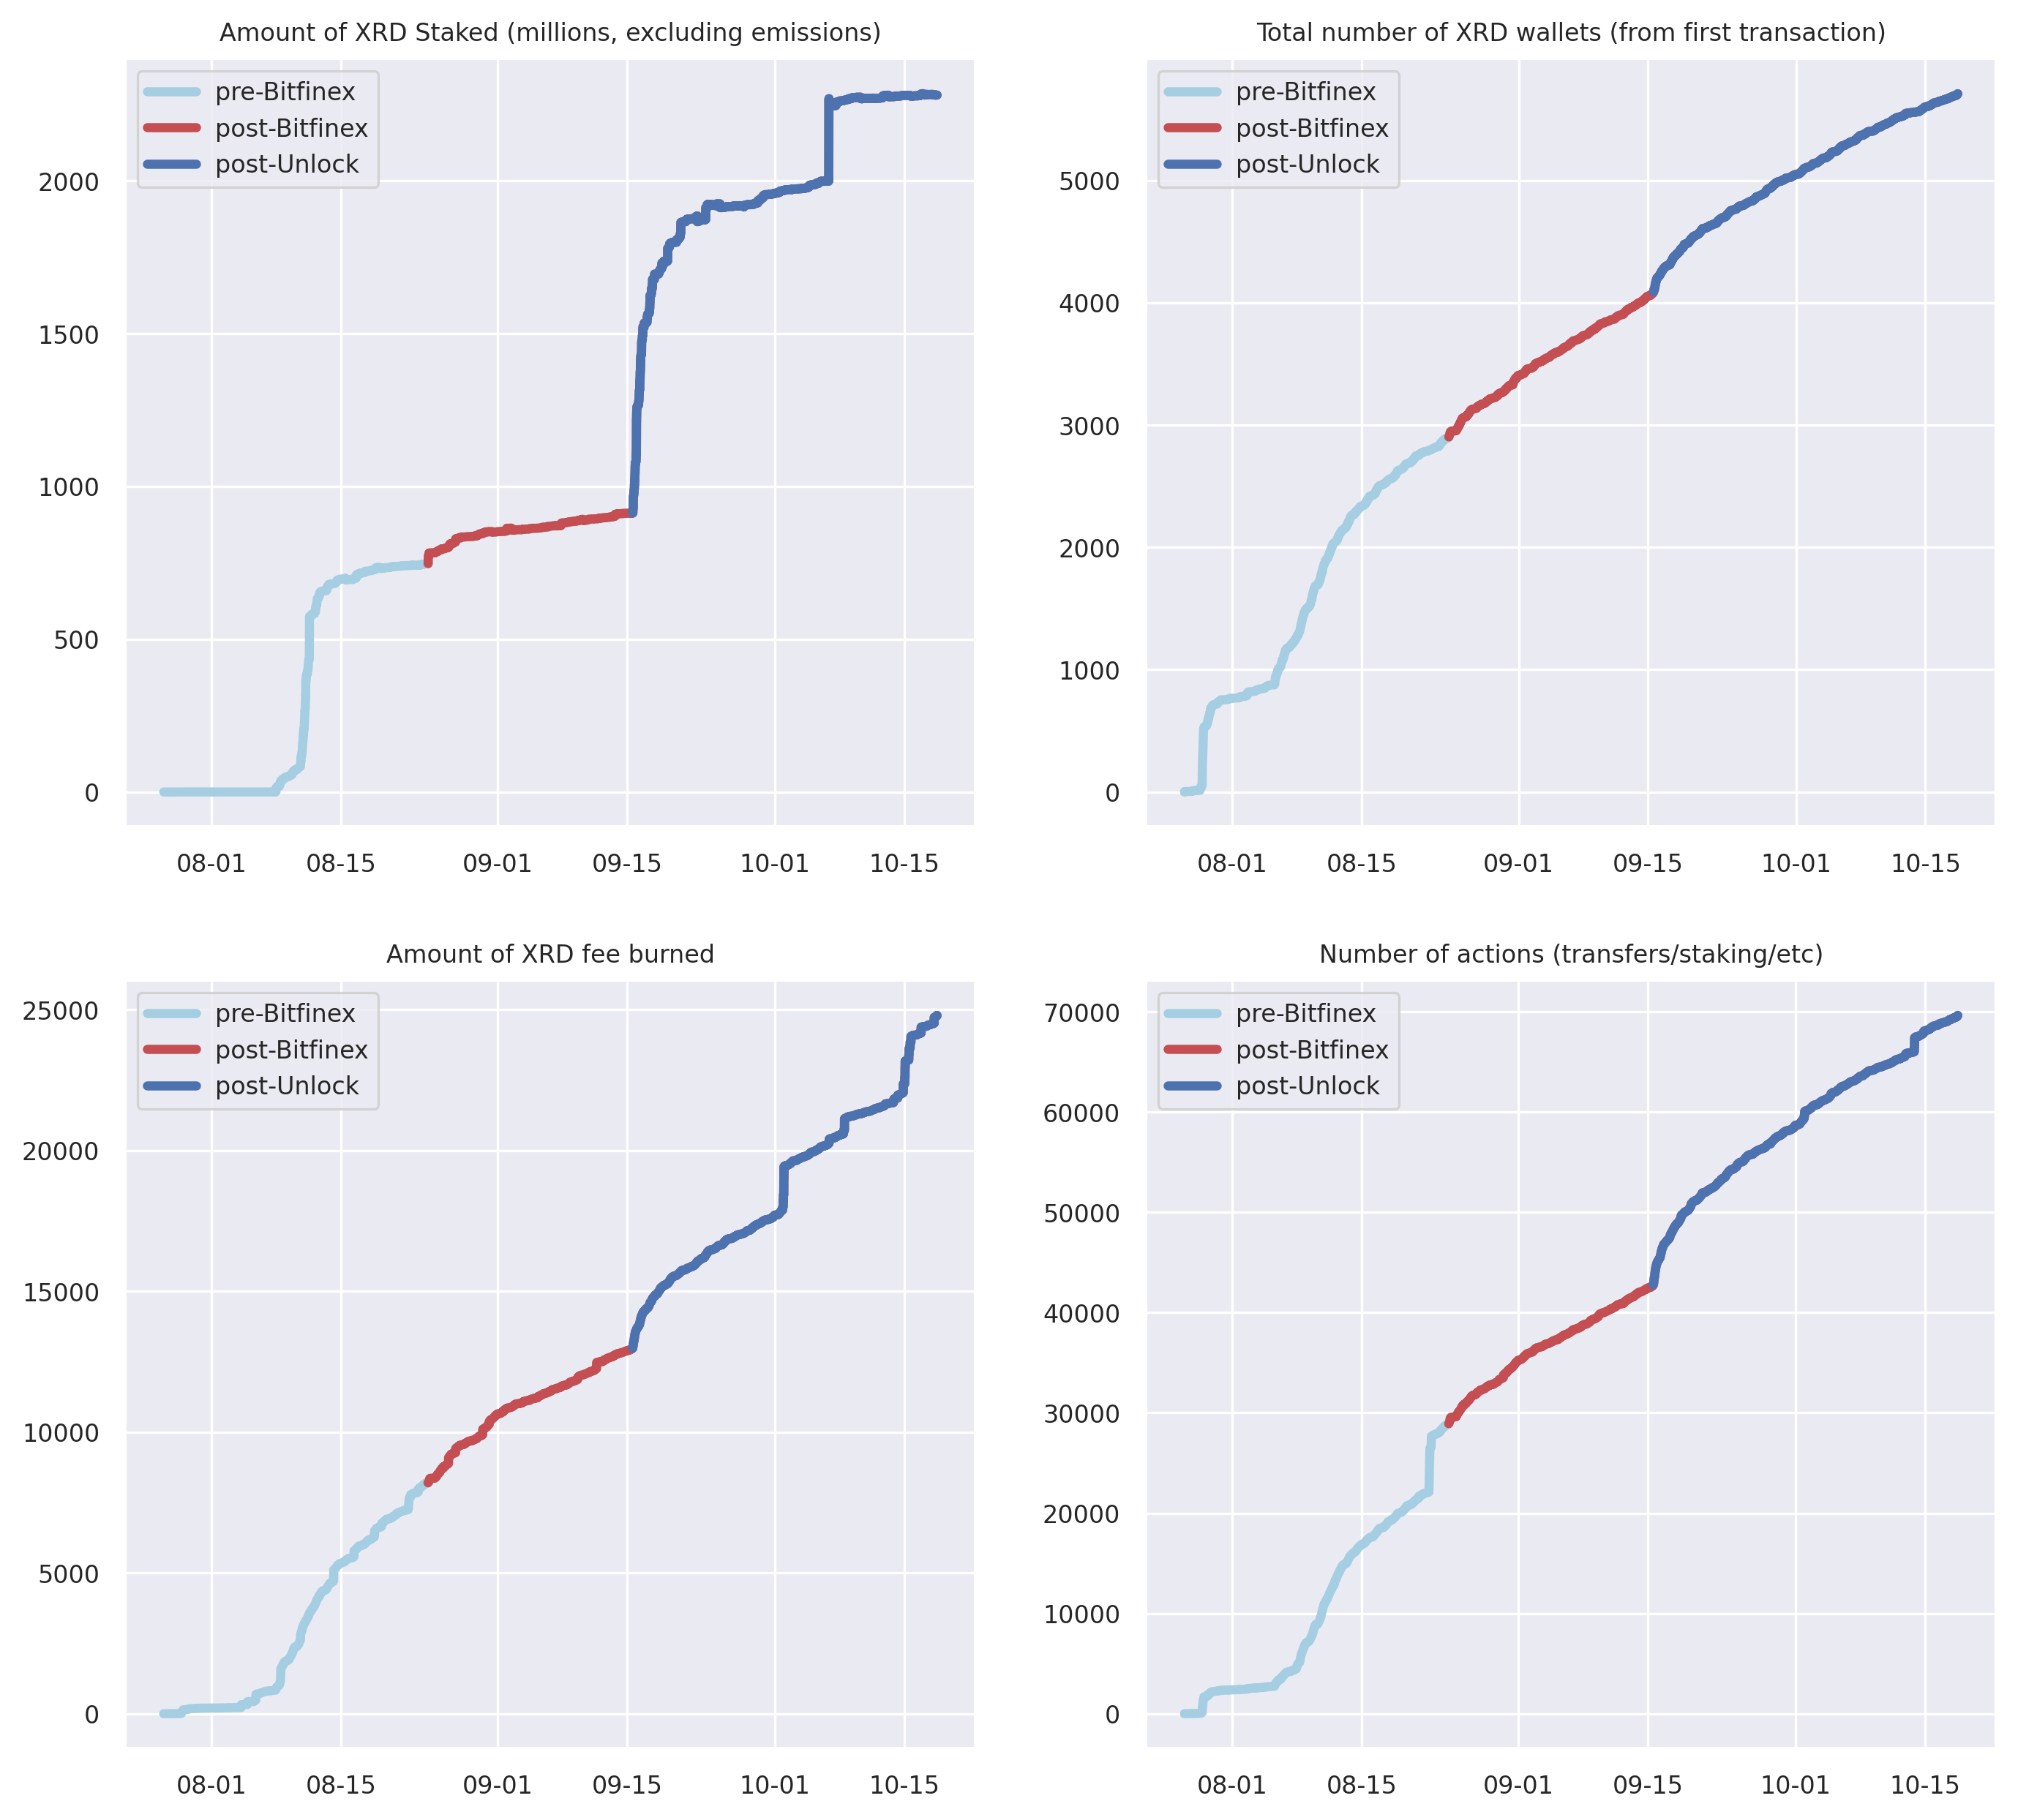 Amount of XRD Staked (millions, excluding emissions)
pre-Bitfinex
post-Bitfinex
post-Unlock
2000
1500
1000
500
0
08-01 08-15 09-01 09-15 10-01 10-15
Total number of XRD wallets (from first transaction)
pre-Bitfinex
post-Bitfinex
post-Unlock
5000
4000
3000
2000
1000
0
08-01 08-15 09-01 09-15 10-01 10-15
Amount of XRD fee burned
25000
pre-Bitfinex
post-Bitfinex
post-Unlock
20000
15000
10000
5000
0
08-01 08-15 09-01 09-15 10-01 10-15
Number of actions (transfers/staking/etc)
70000
pre-Bitfinex
post-Bitfinex
post-Unlock
60000
50000
40000
30000
20000
10000
0
08-01 08-15 09-01 09-15 10-01 10-15